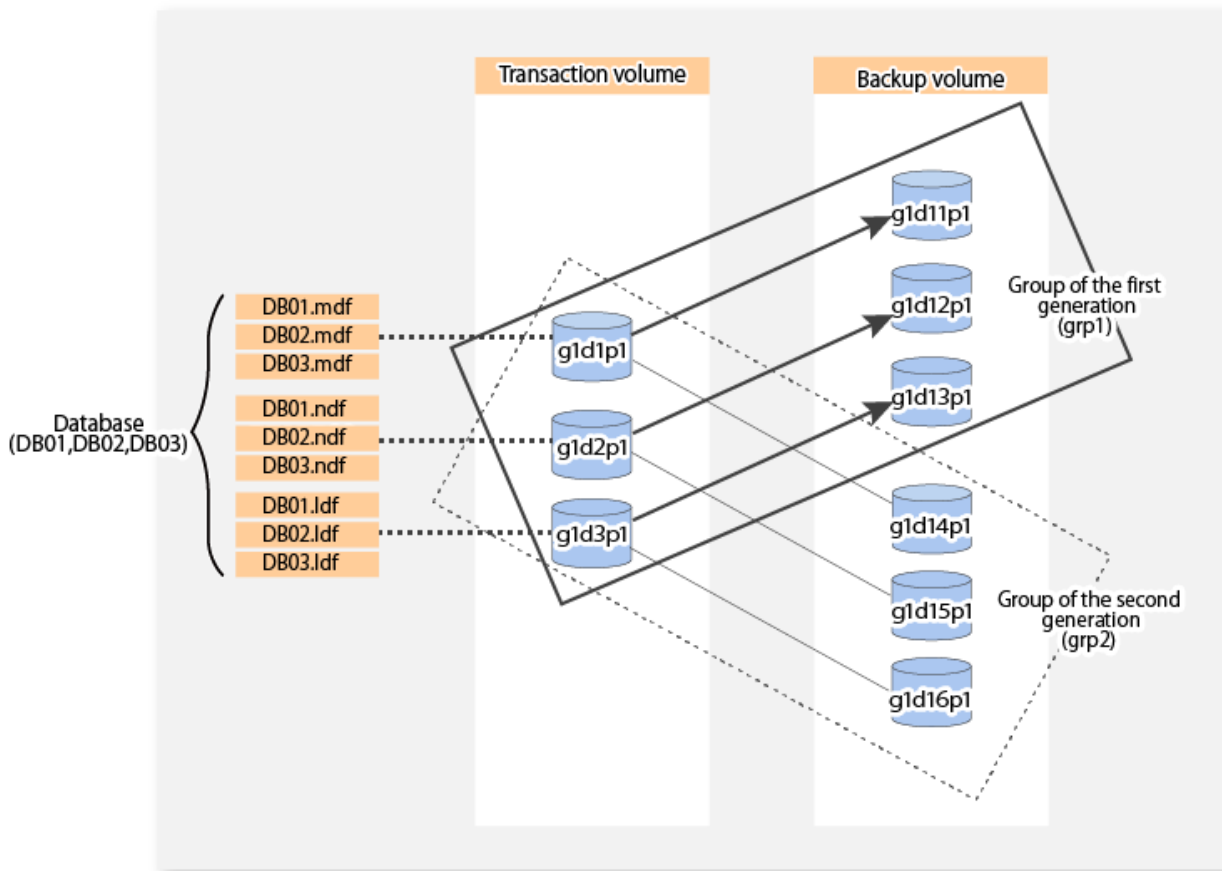 Transaction volume
Backup volume
Database
(DB01,DB02,DB03)
DB01.mdf
DB02.mdf
DB03.mdf
DB01.ndf
DB02.ndf
DB03.ndf
DB01.ldf
DB02.ldf
DB03.ldf
g1d1p1
g1d2p1
g1d3p1
g1d11p1
g1d12p1
g1d13p1
Group of the first
generation
(grp1)
g1d14p1
g1d15p1
g1d16p1
Group of the second
generation
(grp2)